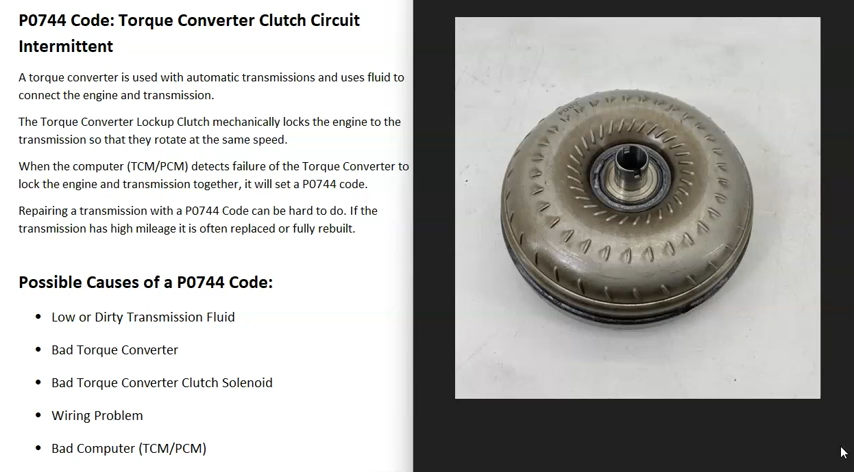 P0744 Code: Torque Converter Clutch Circuit
Intermittent
A torque converter is used with automatic transmissions and uses fluid to
connect the engine and transmission.
The Torque Converter Lockup Clutch mechanically locks the engine to the
transmission so that they rotate at the same speed.
When the computer (TCM/PCM) detects failure of the Torque Converter to
lock the engine and transmission together, it will set a P0744 code.
Repairing a transmission with a P0744 Code can be hard to do. If the
transmission has high mileage it is often replaced or fully rebuilt.
Possible Causes of a P0744 Code:
• Low or Dirty Transmission Fluid
• Bad Torque Converter
• Bad Torque Converter Clutch Solenoid
• Wiring Problem
• Bad Computer (TCM/PCM)